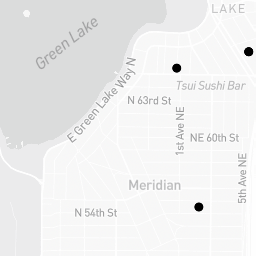 LAKE
Green Lake
Tsui Sushi Bar
E Green Lake Way N
N 63rd St
1st Ave NE
NE 60th St
Meridian
5th Ave NE
N 54th St